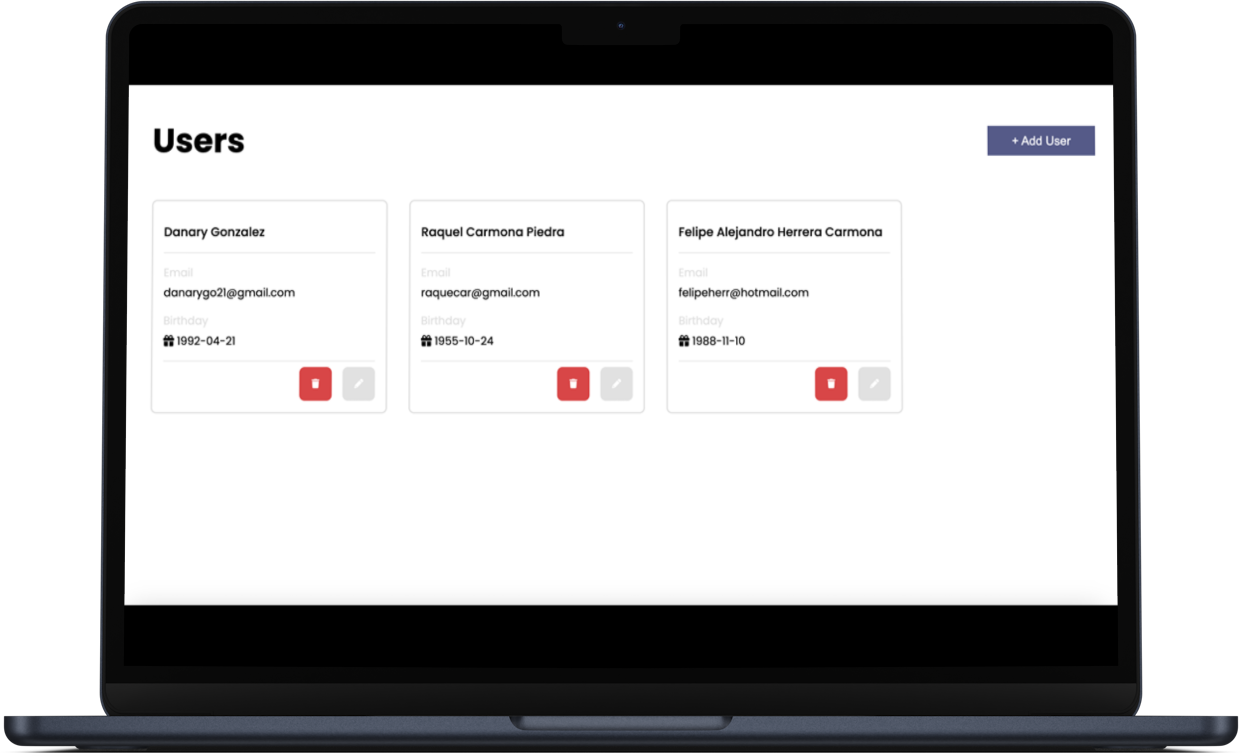 Users
+ Add User
Danary Gonzalez
Email
danarygo21@gmail.com
Birthday
1992-04-21
Raquel Carmona Piedra
Email
raquecar@gmail.com
Birthday
1955-10-24
Felipe Alejandro Herrera Carmona
Email
felipeherr@hotmail.com
Birthday
1988-11-10